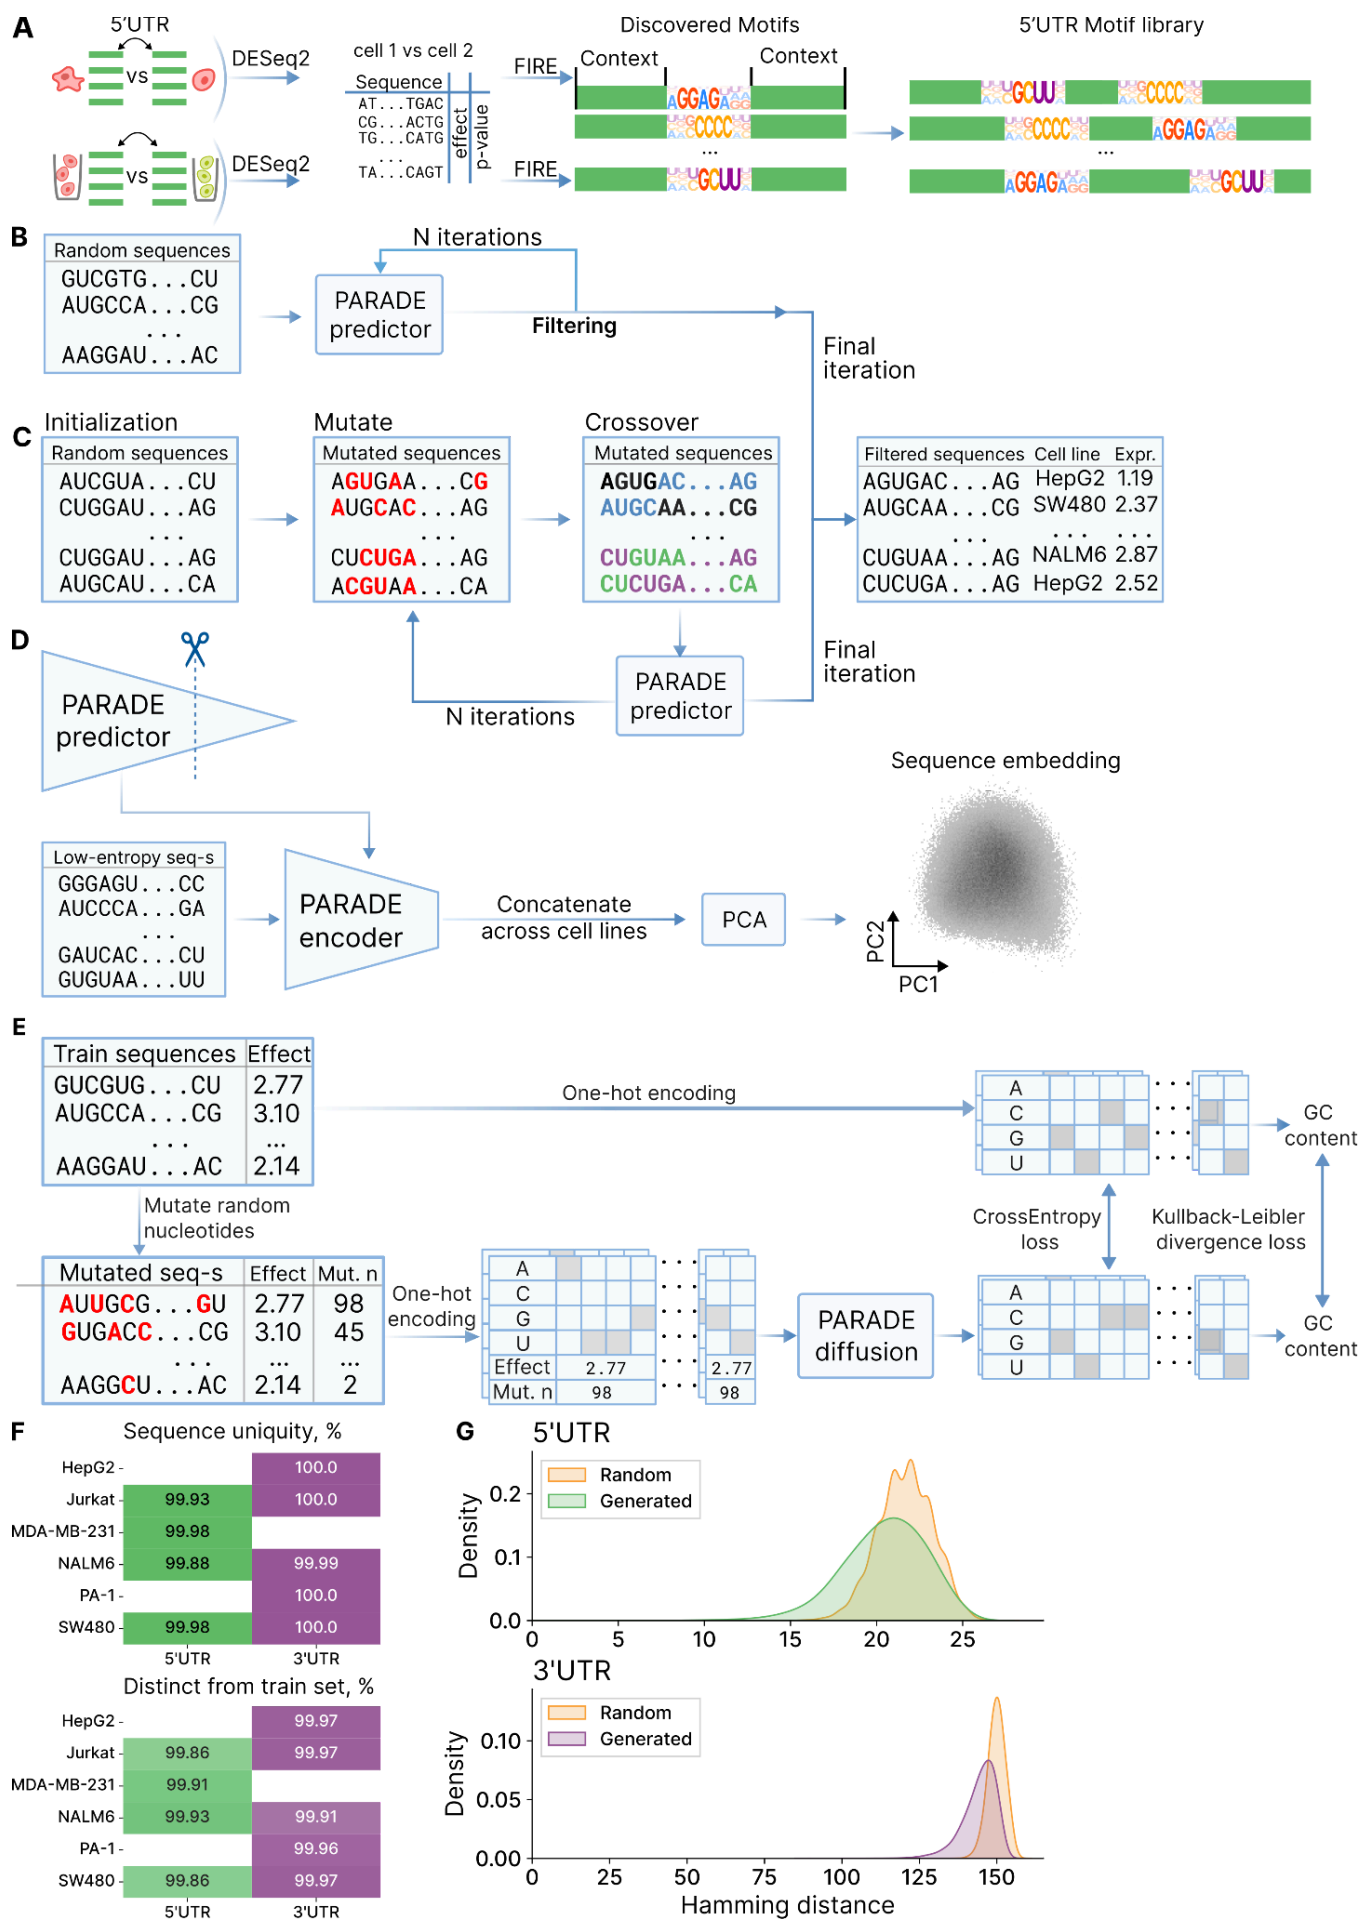 A
5'UTR
vs
DESeq2
vs
DESeq2
cell 1 vs cell 2
Sequence
effect
p-value
AT...TGAC
CG...ACTG
TG...CATG
...
TA...CAGT
FIRE
FIRE
Discovered Motifs
Context
Context
AGGAG
CCCC
...
GCUU
5'UTR Motif library
GCUU CCCC
CCCC AGGAG
...
AGGAG GCUU
B
Random sequences
GUCGTG...CU
AUGCCA...CG
...
AAGGAU...AC
PARADE
predictor
N iterations
Filtering
Final
iteration
C
Initialization
Random sequences
AUCGUA...CU
CUGGAU...AG
...
CUGGAU...AG
AUGCAU...CA
Mutate
Mutated sequences
AGUGAA...CG
AUGCAC...AG
...
CUCUGA...AG
ACGUAA...CA
Crossover
Mutated sequences
AGUGAC...AG
AUGCAA...CG
...
CUGUAA...AG
CUCUGA...CA
Filtered sequences Cell line Expr.
AGUGAC...AG HepG2 1.19
AUGCAA...CG SW480 2.37
... ... ...
CUGUAA...AG NALM6 2.87
CUCUGA...AG HepG2 2.52
PARADE
predictor
N iterations
Final
iteration
D
PARADE
predictor
Low-entropy seq-s
GGGAGU...CC
AUCCCA...GA
...
GAUCAC...CU
GUGUAA...UU
PARADE
encoder
Concatenate
across cell lines
PCA
Sequence embedding
PC2
PC1
E
Train sequences Effect
GUCGUG...CU 2.77
AUGCCA...CG 3.10
... ...
AAGGAU...AC 2.14
Mutate random
nucleotides
Mutated seq-s Effect Mut. n
AUUGCG...GU 2.77 98
GUGACC...CG 3.10 45
... ... ...
AAGGCU...AC 2.14 2
One-hot
encoding
A ...
C ...
G ...
U ...
Effect 2.77 ... 2.77
Mut. n 98 ... 98
PARADE
diffusion
One-hot encoding
A ...
C ...
G ...
U ...
GC
content
CrossEntropy
loss
Kullback-Leibler
divergence loss
A ...
C ...
G ...
U ...
GC
content
F
Sequence uniquity, %
HepG2 100.0
Jurkat 99.93 100.0
MDA-MB-231 99.98
NALM6 99.88 99.99
PA-1 100.0
SW480 99.98 100.0
5'UTR 3'UTR
Distinct from train set, %
HepG2 99.97
Jurkat 99.86 99.97
MDA-MB-231 99.91
NALM6 99.93 99.91
PA-1 99.96
SW480 99.86 99.97
5'UTR 3'UTR
G
5'UTR
Random
Generated
Density
0.2
0.1
0.0
0 5 10 15 20 25
3'UTR
Random
Generated
Density
0.10
0.05
0.00
0 25 50 75 100 125 150
Hamming distance